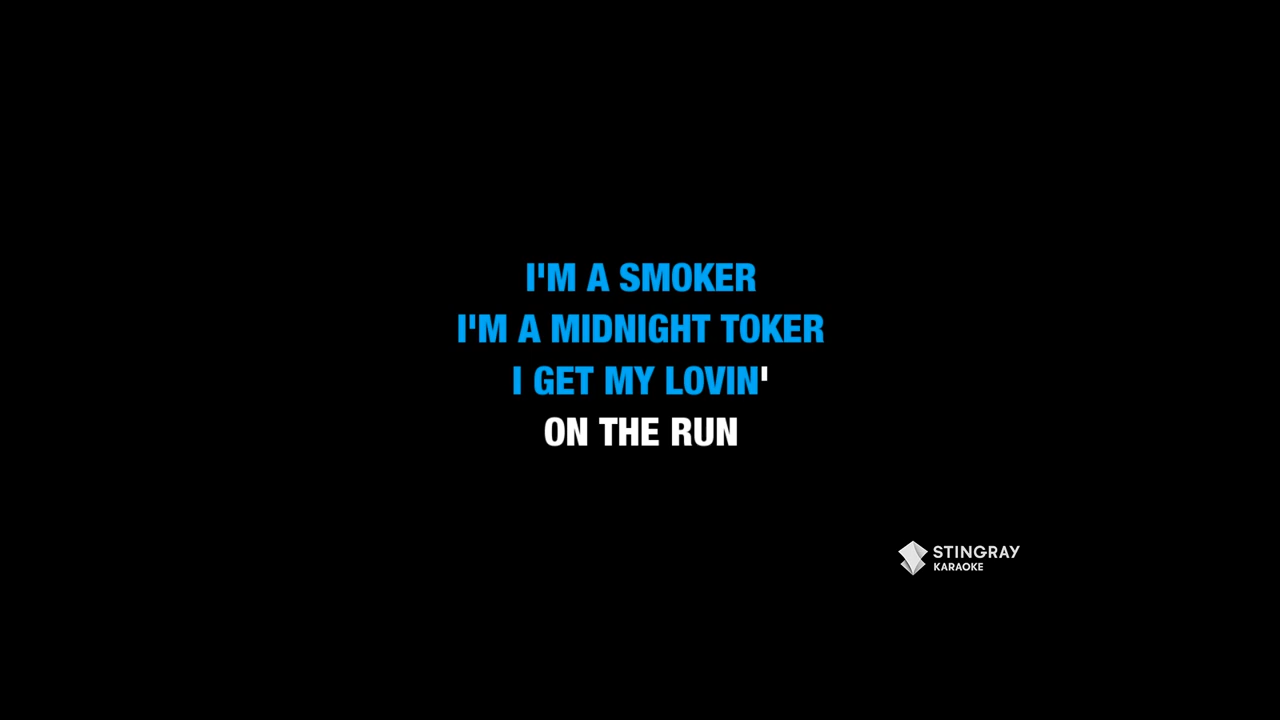 I'M A SMOKER
I'M A MIDNIGHT TOKER
I GET MY LOVIN'
ON THE RUN
STINGRAY
KARAOKE